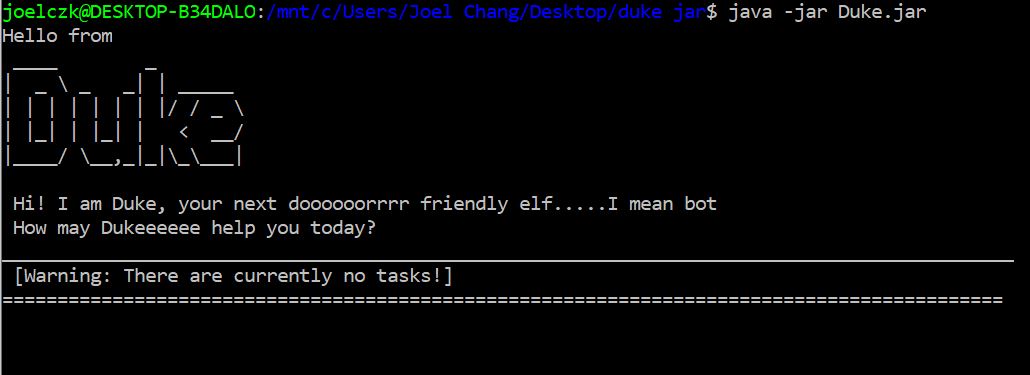 joelczk@DESKTOP-B34DALO:/mnt/c/Users/Joel Chang/Desktop/duke jar$ java -jar Duke.jar
Hello from
 ____        _
|  _ \ _   _| | _____
| | | | | | | |/ / _ \
| |_| | |_| |   <  __/
|____/ \__,_|_|\_\___|
Hi! I am Duke, your next doooooorrrr friendly elf.....I mean bot
How may Dukeeeeee help you today?
[Warning: There are currently no tasks!]
===========================================================================================